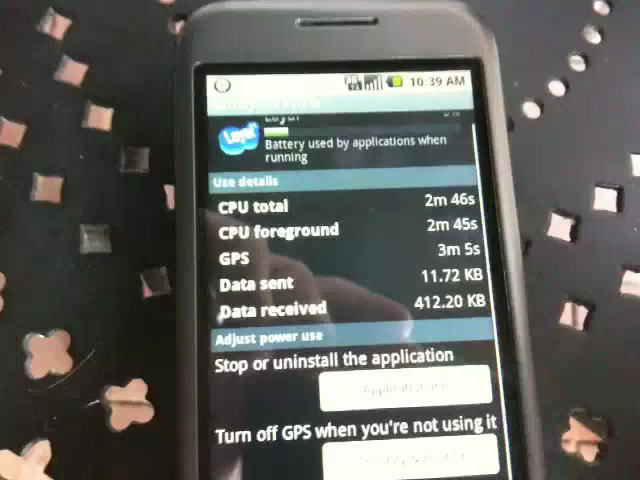 10:39 AM
Battery used by applications when
running
Use details
CPU total 2m 46s
CPU foreground 2m 45s
GPS 3m 5s
Data sent 11.72 KB
Data received 412.20 KB
Adjust power use
Stop or uninstall the application
Turn off GPS when you're not using it